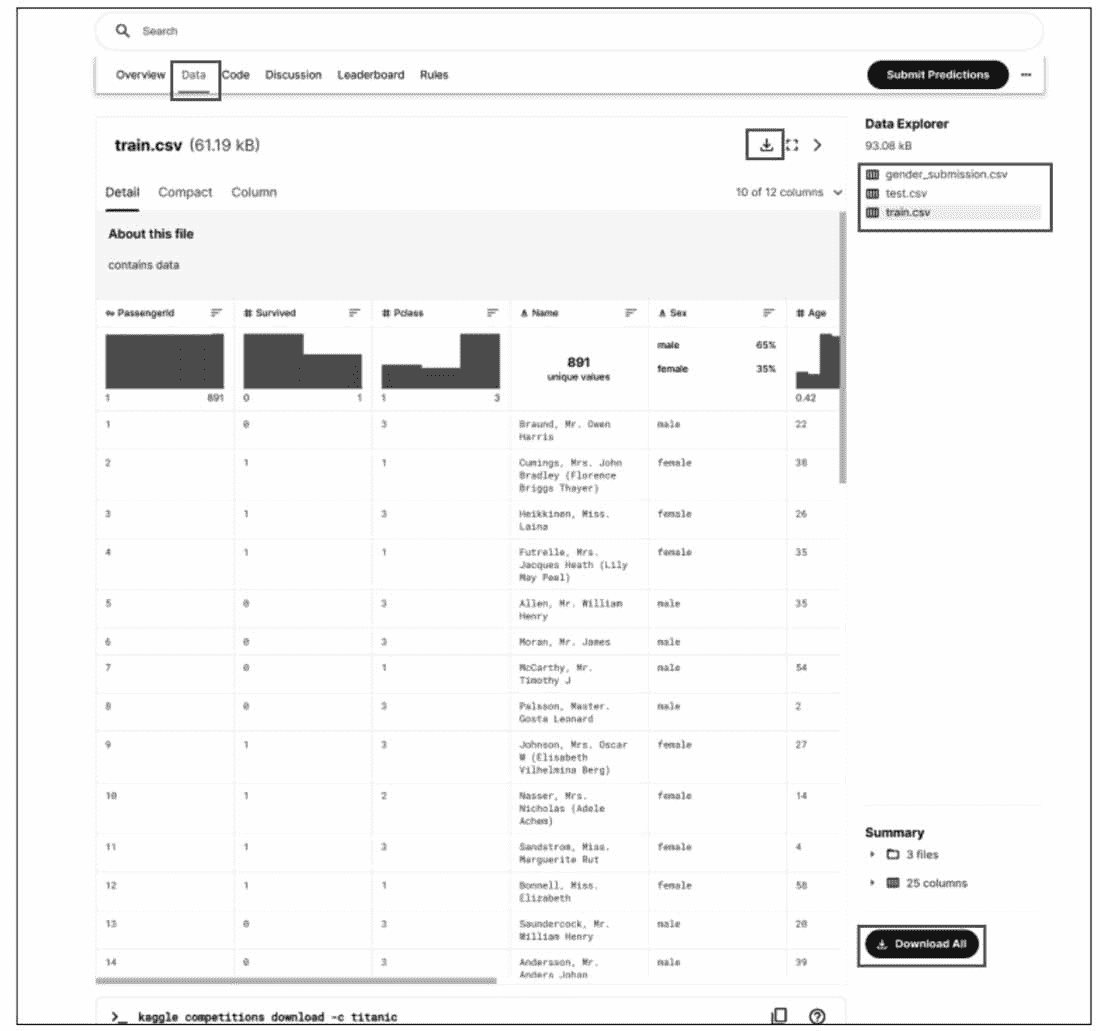 Search
Overview Data Code Discussion Leaderboard Rules Submit Predictions ...
train.csv (61.19 kB)
Detail Compact Column 10 of 12 columns
About this file
contains data
PassengerId Survived Pclass Name Sex Age
891
unique values
male 65%
female 35%
1 891 0 1 1 3 0.42
1 0 3 Braund, Mr. Owen male 22
Harris
2 1 1 Cumings, Mrs. John female 38
Bradley (Florence
Briggs Thayer)
3 1 3 Heikkinen, Miss. female 26
Laina
4 1 1 Futrelle, Mrs. female 35
Jacques Heath (Lily
May Peel)
5 0 3 Allen, Mr. William male 35
Henry
6 0 3 Moran, Mr. James male
7 0 1 McCarthy, Mr. male 54
Timothy J
8 0 3 Palsson, Master. male 2
Gosta Leonard
9 1 3 Johnson, Mrs. Oscar female 27
W (Elisabeth
Vilhelmina Berg)
10 1 2 Nasser, Mrs. female 14
Nicholas (Adele
Achem)
11 1 3 Sandstrom, Miss. female 4
Marguerite Rut
12 1 1 Bonnell, Miss. female 58
Elizabeth
13 0 3 Saundercock, Mr. male 20
William Henry
14 0 3 Andersson, Mr. male 39
Anders Johan
>_ kaggle competitions download -c titanic
Data Explorer
93.08 kB
gender_submission.csv
test.csv
train.csv
Summary
3 files
25 columns
Download All